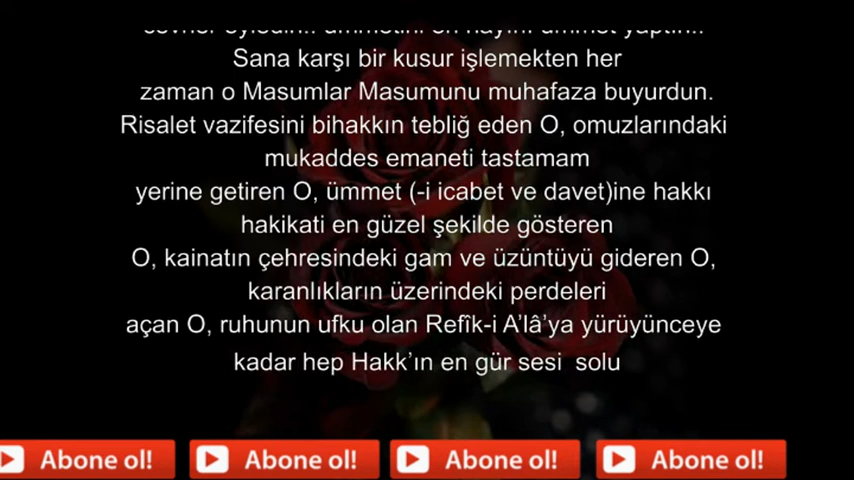 Sana karşı bir kusur işlemekten her
zaman o Masumlar Masumunu muhafaza buyurdun.
Risalet vazifesini bihakkın tebliğ eden O, omuzlarındaki
mukaddes emaneti tastamam
yerine getiren O, ümmet (-i icabet ve davet)ine hakkı
hakikati en güzel şekilde gösteren
O, kainatın çehresindeki gam ve üzüntüyü gideren O,
karanlıkların üzerindeki perdeleri
açan O, ruhunun ufku olan Refîk-i A'lâ'ya yürüyünceye
kadar hep Hakk'ın en gür sesi solu
Abone ol! Abone ol! Abone ol! Abone ol!